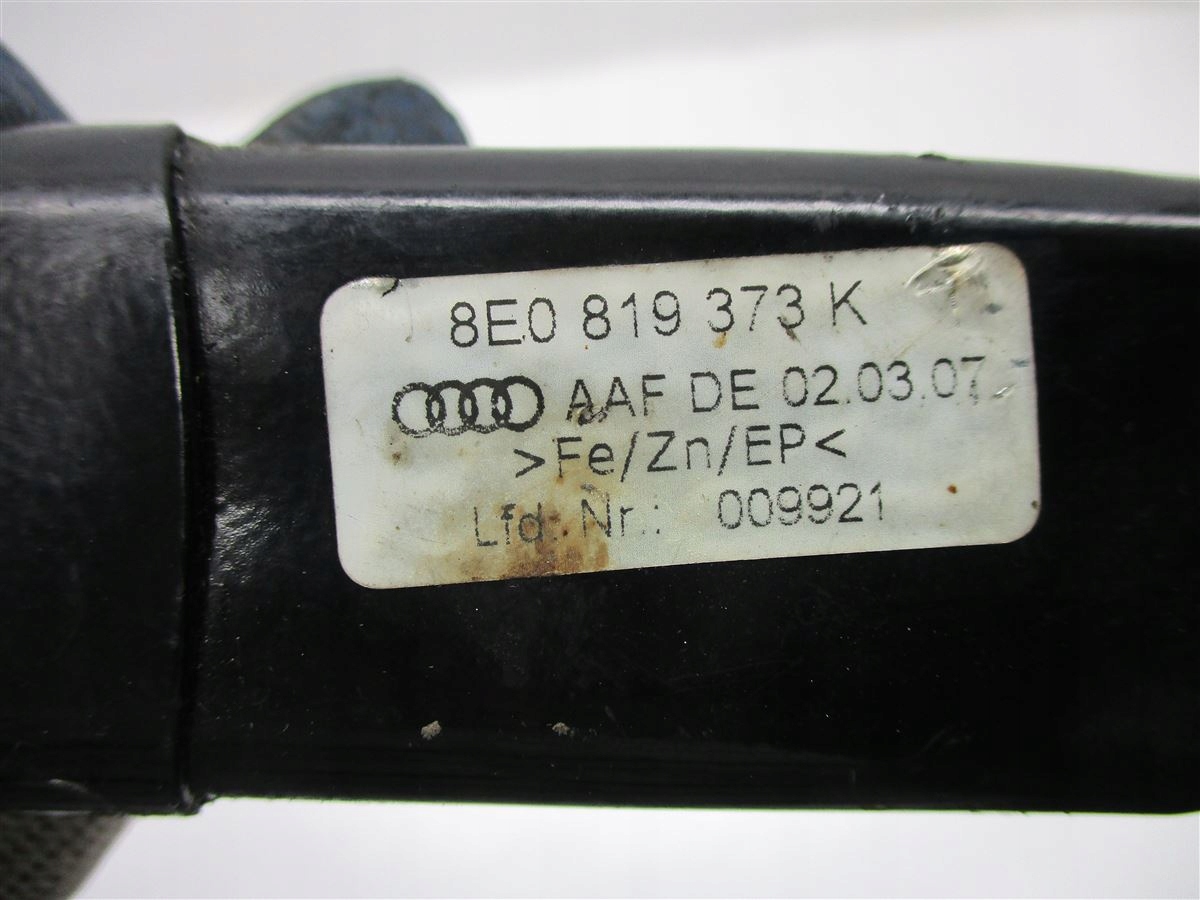 8E0 819 373 K
AAF DE 02.03.07
>Fe/Zn/EP<
Lfd. Nr.: 009921